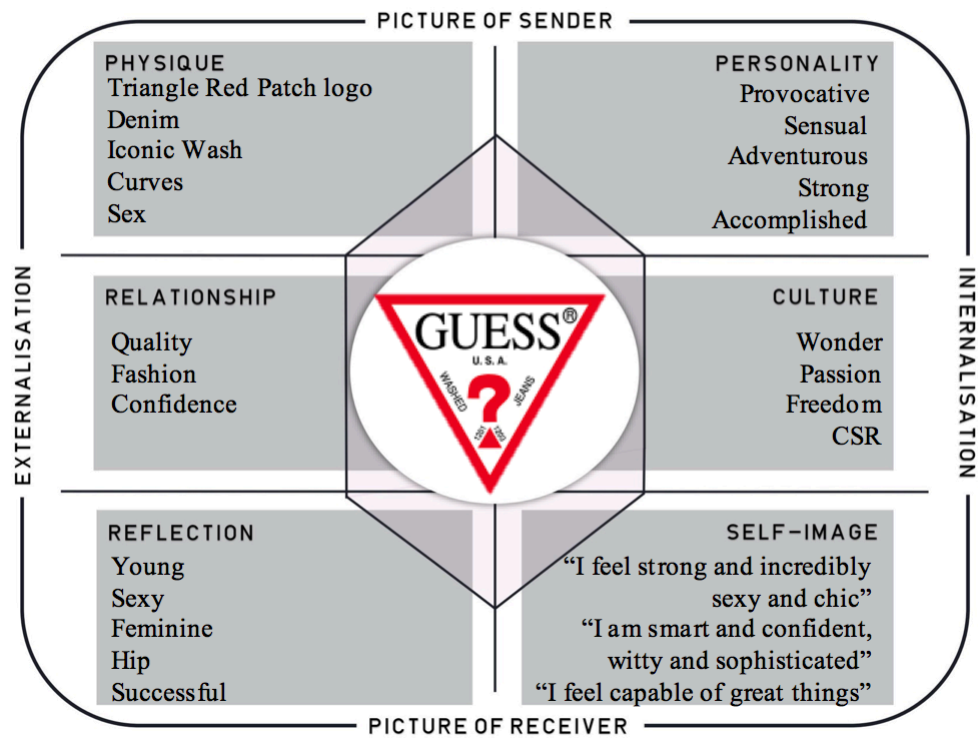 PICTURE OF SENDER
PHYSIQUE
Triangle Red Patch logo
Denim
Iconic Wash
Curves
Sex
PERSONALITY
Provocative
Sensual
Adventurous
Strong
Accomplished
EXTERNALISATION
RELATIONSHIP
Quality
Fashion
Confidence
GUESS®
U.S.A.
WASHED
?
JEANS
1201
1203
CULTURE
Wonder
Passion
Freedom
CSR
INTERNALISATION
REFLECTION
Young
Sexy
Feminine
Hip
Successful
SELF-IMAGE
“I feel strong and incredibly
sexy and chic”
“I am smart and confident,
witty and sophisticated”
“I feel capable of great things”
PICTURE OF RECEIVER